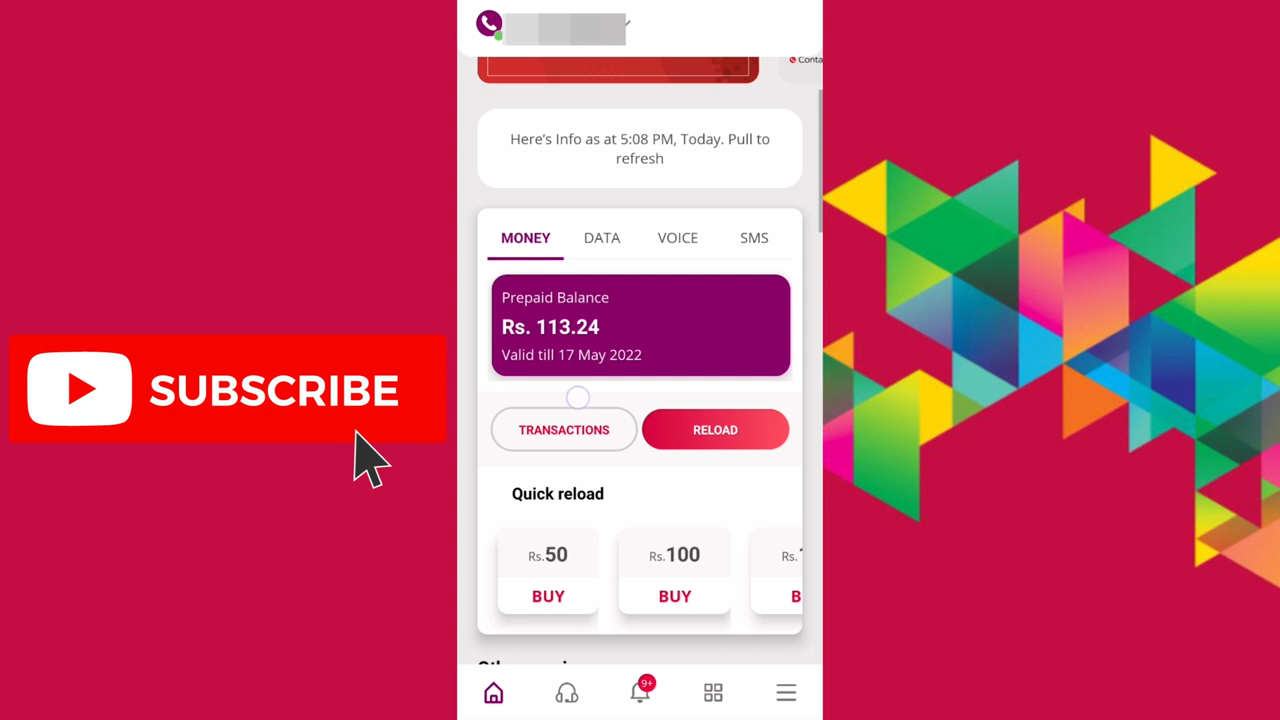 Here's Info as at 5:08 PM, Today. Pull to
refresh
MONEY DATA VOICE SMS
Prepaid Balance
Rs. 113.24
Valid till 17 May 2022
TRANSACTIONS RELOAD
SUBSCRIBE
Quick reload
Rs.50 Rs.100 Rs.
BUY BUY
9+